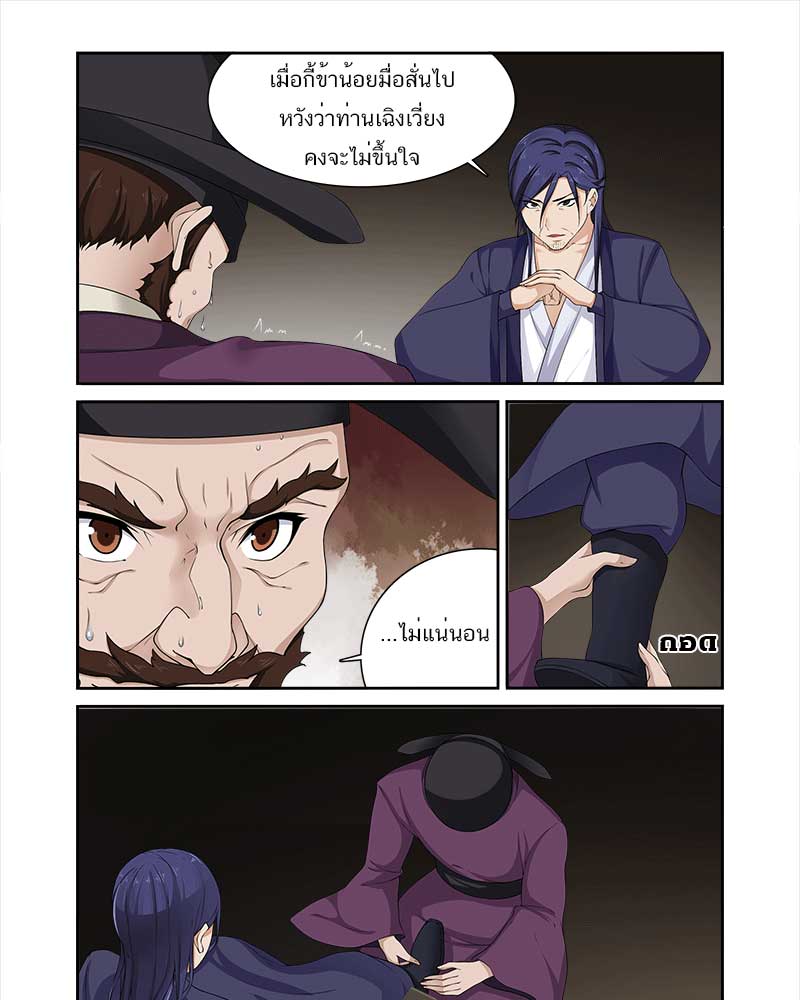 เมื่อกี้ข้าน้อยมื่อสั่นไป
หวังว่าท่านเฉิงเวี่ยง
คงจะไม่ขึ้นใจ
...ไม่แน่นอน
ถอด